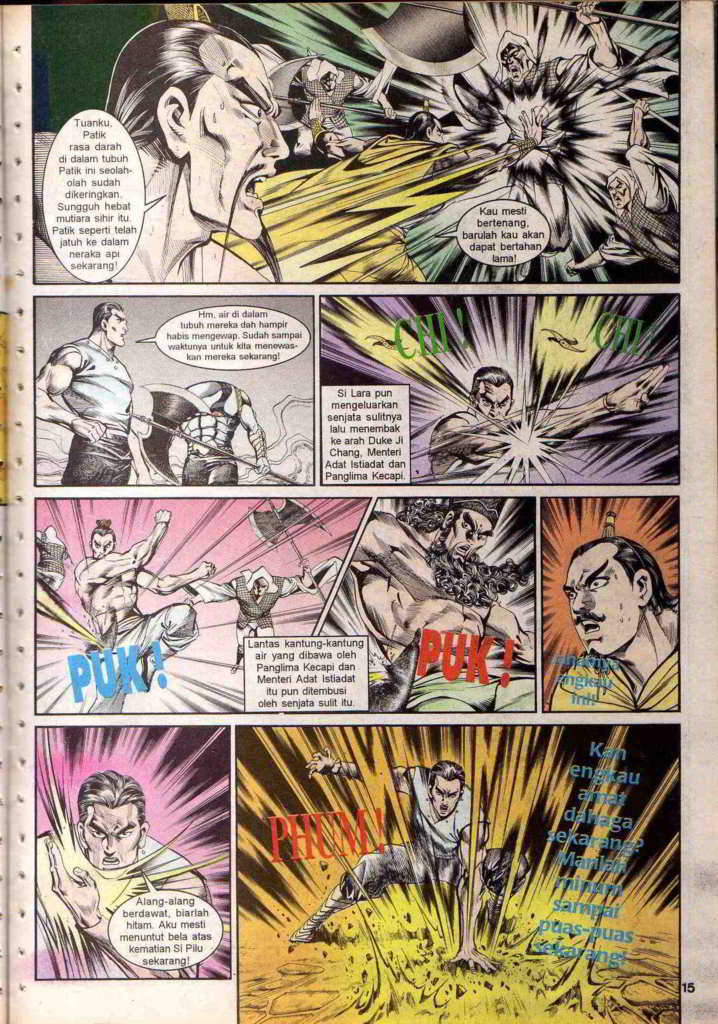 Tuanku,
Patik
rasa darah
di dalam tubuh
Patik ini seolah-
olah sudah
dikeringkan.
Sungguh hebat
mutiara sihir itu.
Patik seperti telah
jatuh ke dalam
neraka api
sekarang!
Kau mesti
bertenang,
barulah kau akan
dapat bertahan
lama!
Hm, air di dalam
tubuh mereka dah hampir
habis mengewap. Sudah sampai
waktunya untuk kita menewas-
kan mereka sekarang!
CHI!
CHI!
Si Lara pun
mengeluarkan
senjata sulitnya
lalu menembak
ke arah Duke Ji
Chang, Menteri
Adat Istiadat dan
Panglima Kecapi.
PUK!
Lantas kantung-kantung
air yang dibawa oleh
Panglima Kecapi dan
Menteri Adat Istiadat
itu pun ditembusi
oleh senjata sulit itu.
PUK!
engkau
ini!
Alang-alang
berdawat, biarlah
hitam. Aku mesti
menuntut bela atas
kematian Si Pilu
sekarang!
PHUM!
Kan
engkau
amat
dahaga
sekarang?
Marilah
minum
sampai
puas-puas
sekarang!
15